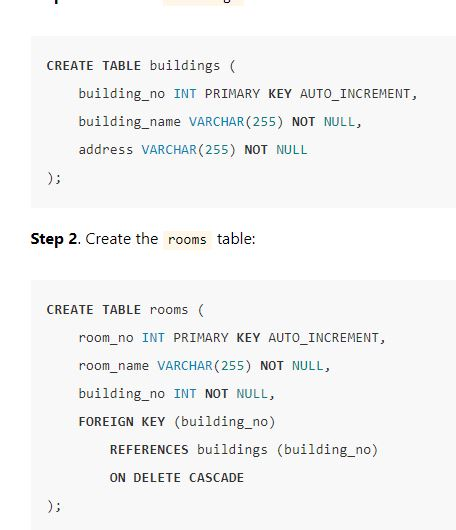 CREATE TABLE buildings (
building_no INT PRIMARY KEY AUTO_INCREMENT,
building_name VARCHAR(255) NOT NULL,
address VARCHAR(255) NOT NULL
);
Step 2. Create the rooms table:
CREATE TABLE rooms (
room_no INT PRIMARY KEY AUTO_INCREMENT,
room_name VARCHAR(255) NOT NULL,
building_no INT NOT NULL,
FOREIGN KEY (building_no)
REFERENCES buildings (building_no)
ON DELETE CASCADE
);